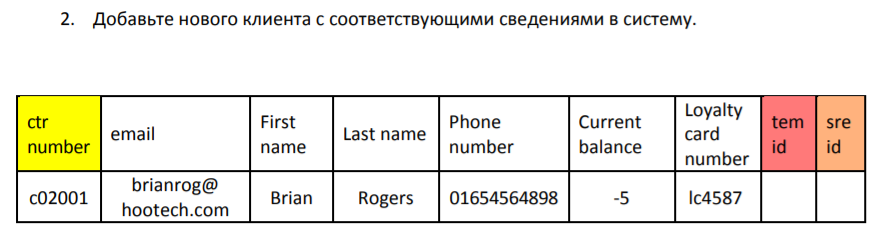 2. Добавьте нового клиента с соответствующими сведениями в систему.
ctr number email First name Last name Phone number Current balance Loyalty card number tem id sre id
c02001 brianrog@hootech.com Brian Rogers 01654564898 -5 lc4587